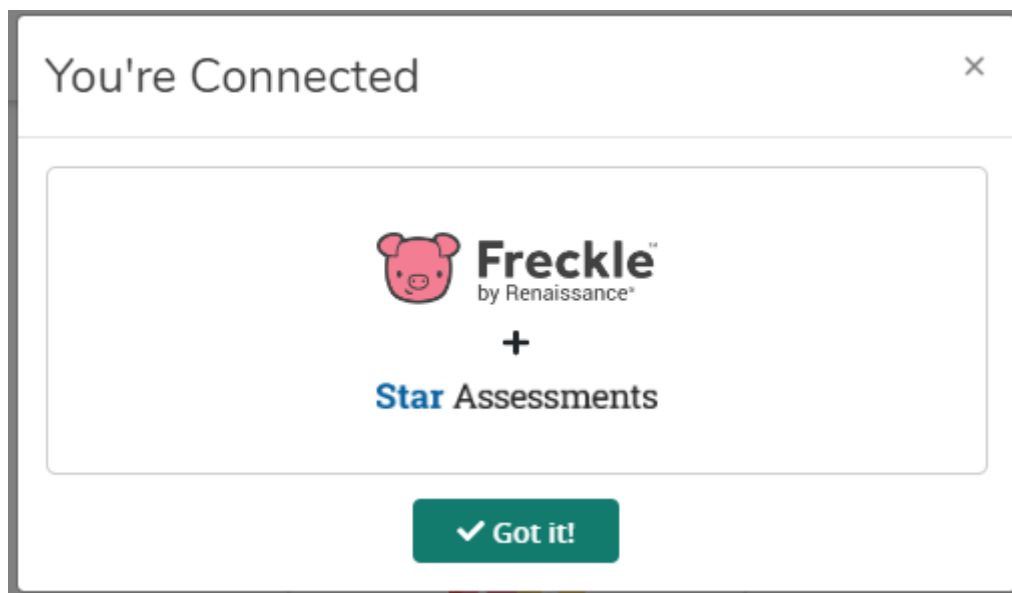 You're Connected
×
Freckle™
by Renaissance®
+
Star Assessments
✓ Got it!